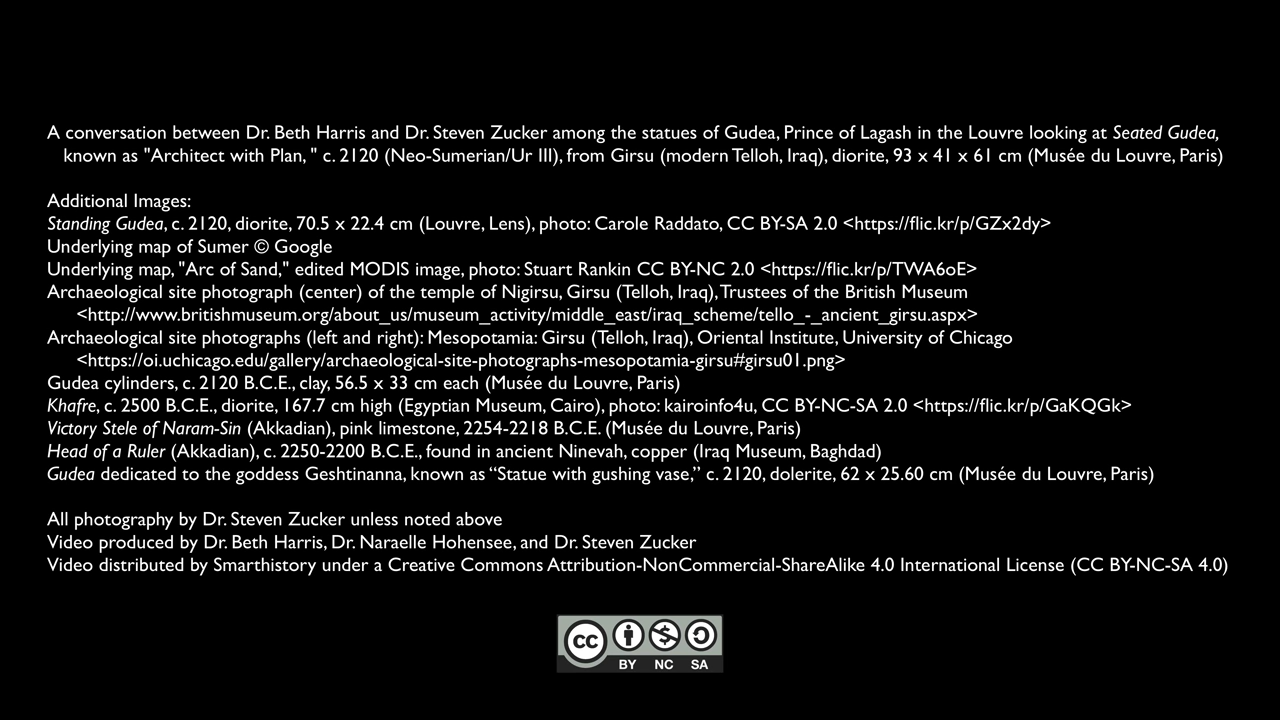 A conversation between Dr. Beth Harris and Dr. Steven Zucker among the statues of Gudea, Prince of Lagash in the Louvre looking at Seated Gudea,
known as "Architect with Plan, " c. 2120 (Neo-Sumerian/Ur III), from Girsu (modern Telloh, Iraq), diorite, 93 x 41 x 61 cm (Musée du Louvre, Paris)
Additional Images:
Standing Gudea, c. 2120, diorite, 70.5 x 22.4 cm (Louvre, Lens), photo: Carole Raddato, CC BY-SA 2.0 <https://flic.kr/p/GZx2dy>
Underlying map of Sumer © Google
Underlying map, "Arc of Sand," edited MODIS image, photo: Stuart Rankin CC BY-NC 2.0 <https://flic.kr/p/TWA6oE>
Archaeological site photograph (center) of the temple of Nigirsu, Girsu (Telloh, Iraq), Trustees of the British Museum
<http://www.britishmuseum.org/about_us/museum_activity/middle_east/iraq_scheme/tello_-_ancient_girsu.aspx>
Archaeological site photographs (left and right): Mesopotamia: Girsu (Telloh, Iraq), Oriental Institute, University of Chicago
<https://oi.uchicago.edu/gallery/archaeological-site-photographs-mesopotamia-girsu#girsu01.png>
Gudea cylinders, c. 2120 B.C.E., clay, 56.5 x 33 cm each (Musée du Louvre, Paris)
Khafre, c. 2500 B.C.E., diorite, 167.7 cm high (Egyptian Museum, Cairo), photo: kairoinfo4u, CC BY-NC-SA 2.0 <https://flic.kr/p/GaKQGk>
Victory Stele of Naram-Sin (Akkadian), pink limestone, 2254-2218 B.C.E. (Musée du Louvre, Paris)
Head of a Ruler (Akkadian), c. 2250-2200 B.C.E., found in ancient Ninevah, copper (Iraq Museum, Baghdad)
Gudea dedicated to the goddess Geshtinanna, known as “Statue with gushing vase,” c. 2120, dolerite, 62 x 25.60 cm (Musée du Louvre, Paris)
All photography by Dr. Steven Zucker unless noted above
Video produced by Dr. Beth Harris, Dr. Naraelle Hohensee, and Dr. Steven Zucker
Video distributed by Smarthistory under a Creative Commons Attribution-NonCommercial-ShareAlike 4.0 International License (CC BY-NC-SA 4.0)
cc
BY NC SA